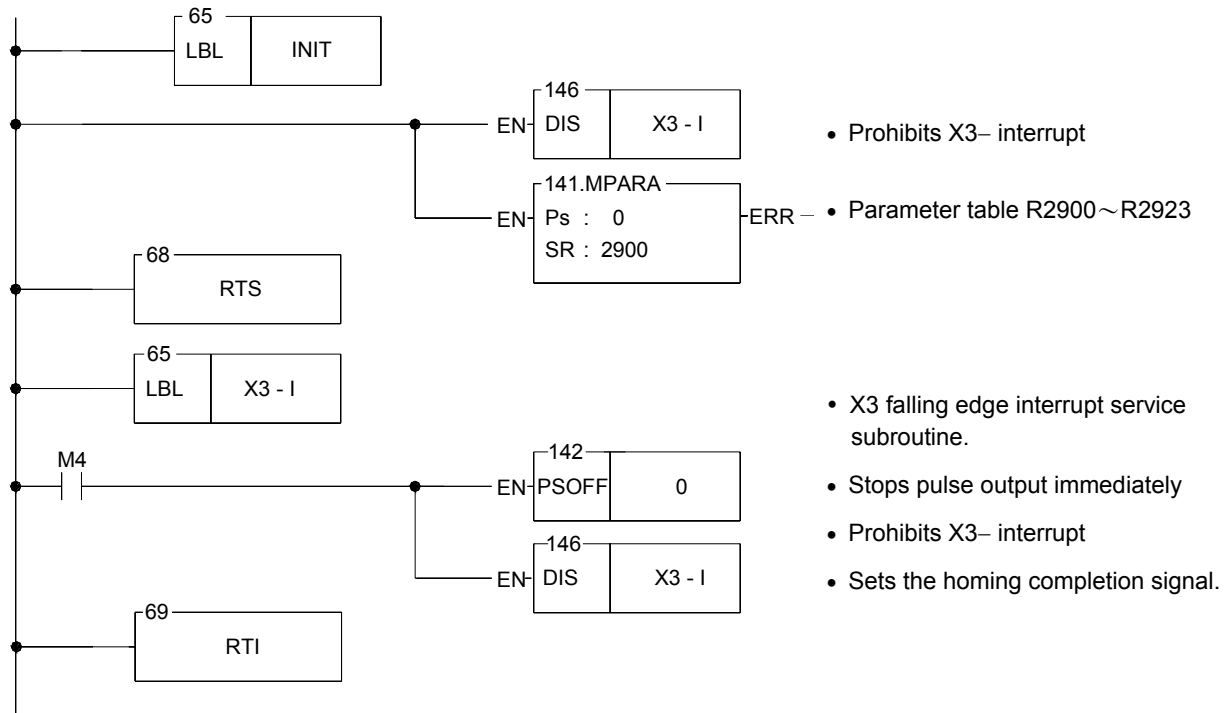 65
LBL INIT
146
EN DIS X3 - I
• Prohibits X3– interrupt
141.MPARA
EN Ps : 0 ERR
SR : 2900
• Parameter table R2900～R2923
68
RTS
65
LBL X3 - I
• X3 falling edge interrupt service
subroutine.
M4
142
EN PSOFF 0
• Stops pulse output immediately
• Prohibits X3– interrupt
146
EN DIS X3 - I
• Sets the homing completion signal.
69
RTI